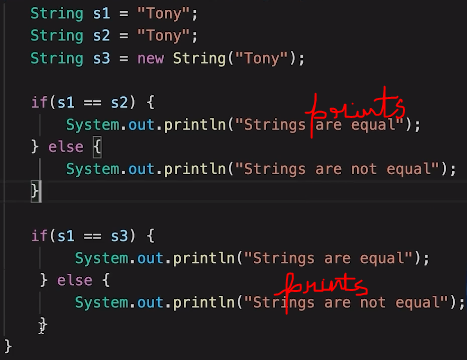 String s1 = "Tony";
String s2 = "Tony";
String s3 = new String("Tony");
if(s1 == s2) {
prints
System.out.println("Strings are equal");
} else {
System.out.println("Strings are not equal");
}
if(s1 == s3) {
System.out.println("Strings are equal");
} else {
prints
System.out.println("Strings are not equal");
}
}